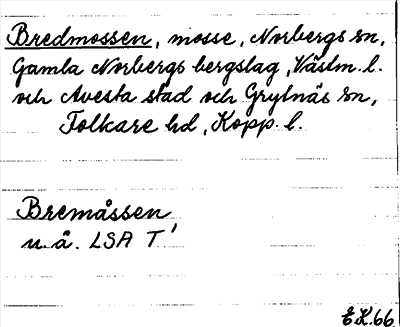 Bredmossen, mosse, Norbergs sn,
Gamla Norbergs bergslag, Västm. l.
och Avesta stad och Grytnäs sn,
Folkare hd, Kopp. l.
Bremåssen
u. å. LSA T'
E.K.66